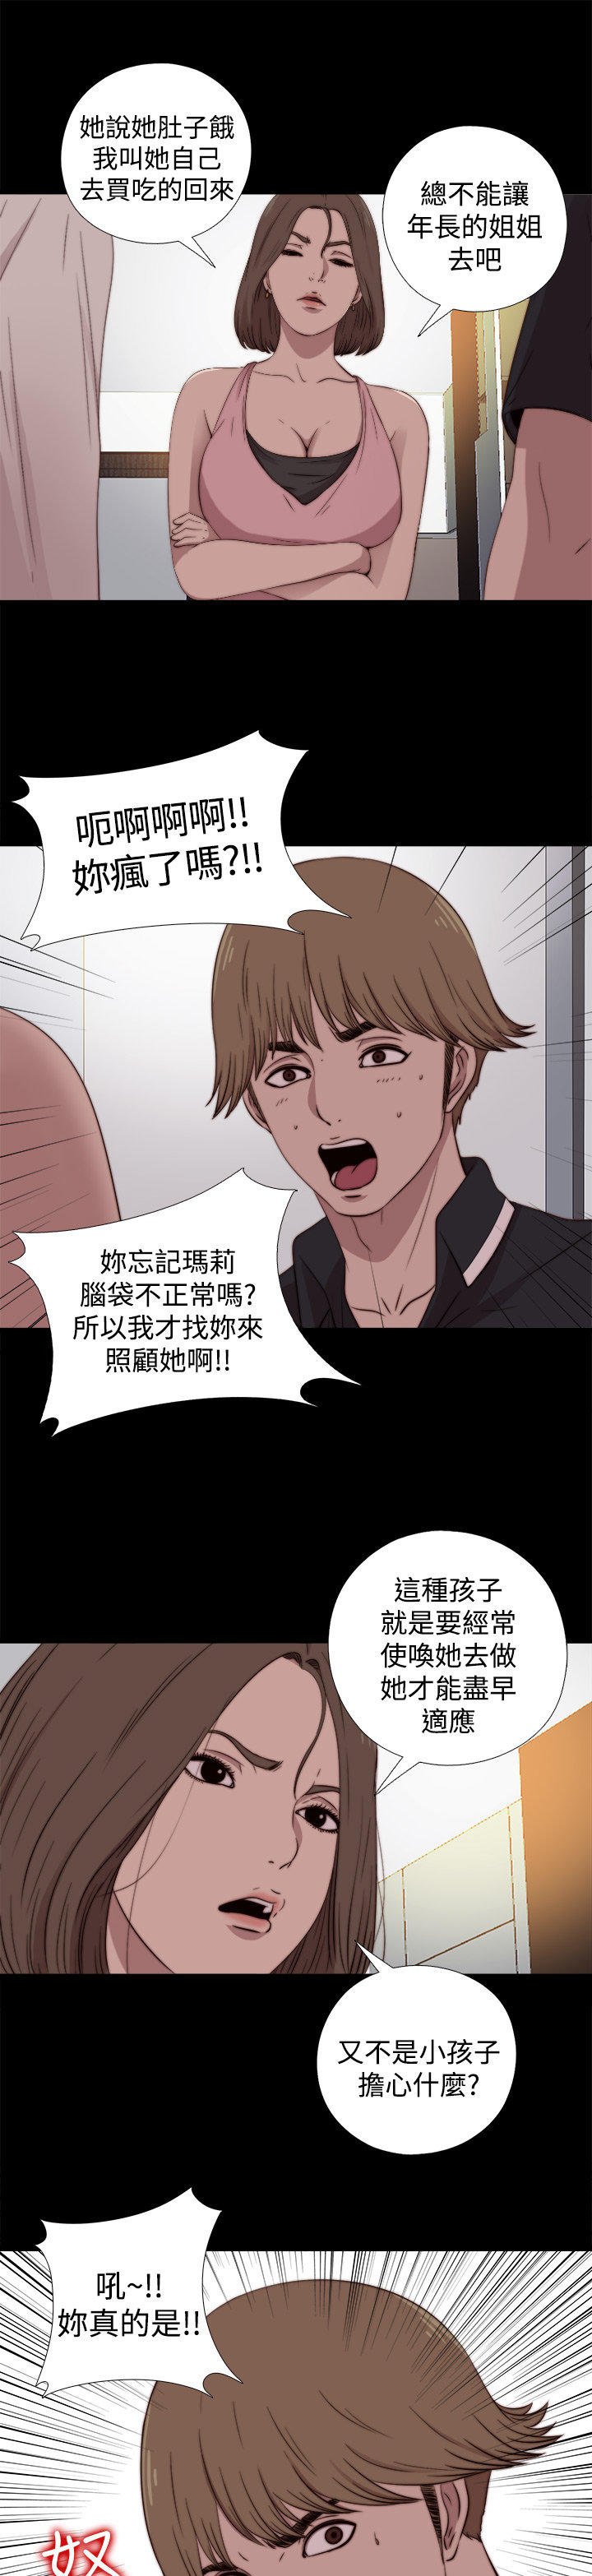 她說她肚子餓
我叫她自己
去買吃的回來
總不能讓
年長的姐姐
去吧
呃啊啊啊!!
妳瘋了嗎?!!
妳忘記瑪莉
腦袋不正常嗎?
所以我才找妳來
照顧她啊!!
這種孩子
就是要經常
使喚她去做
她才能盡早
適應
又不是小孩子
擔心什麼?
吼~!!
妳真的是!!
怒